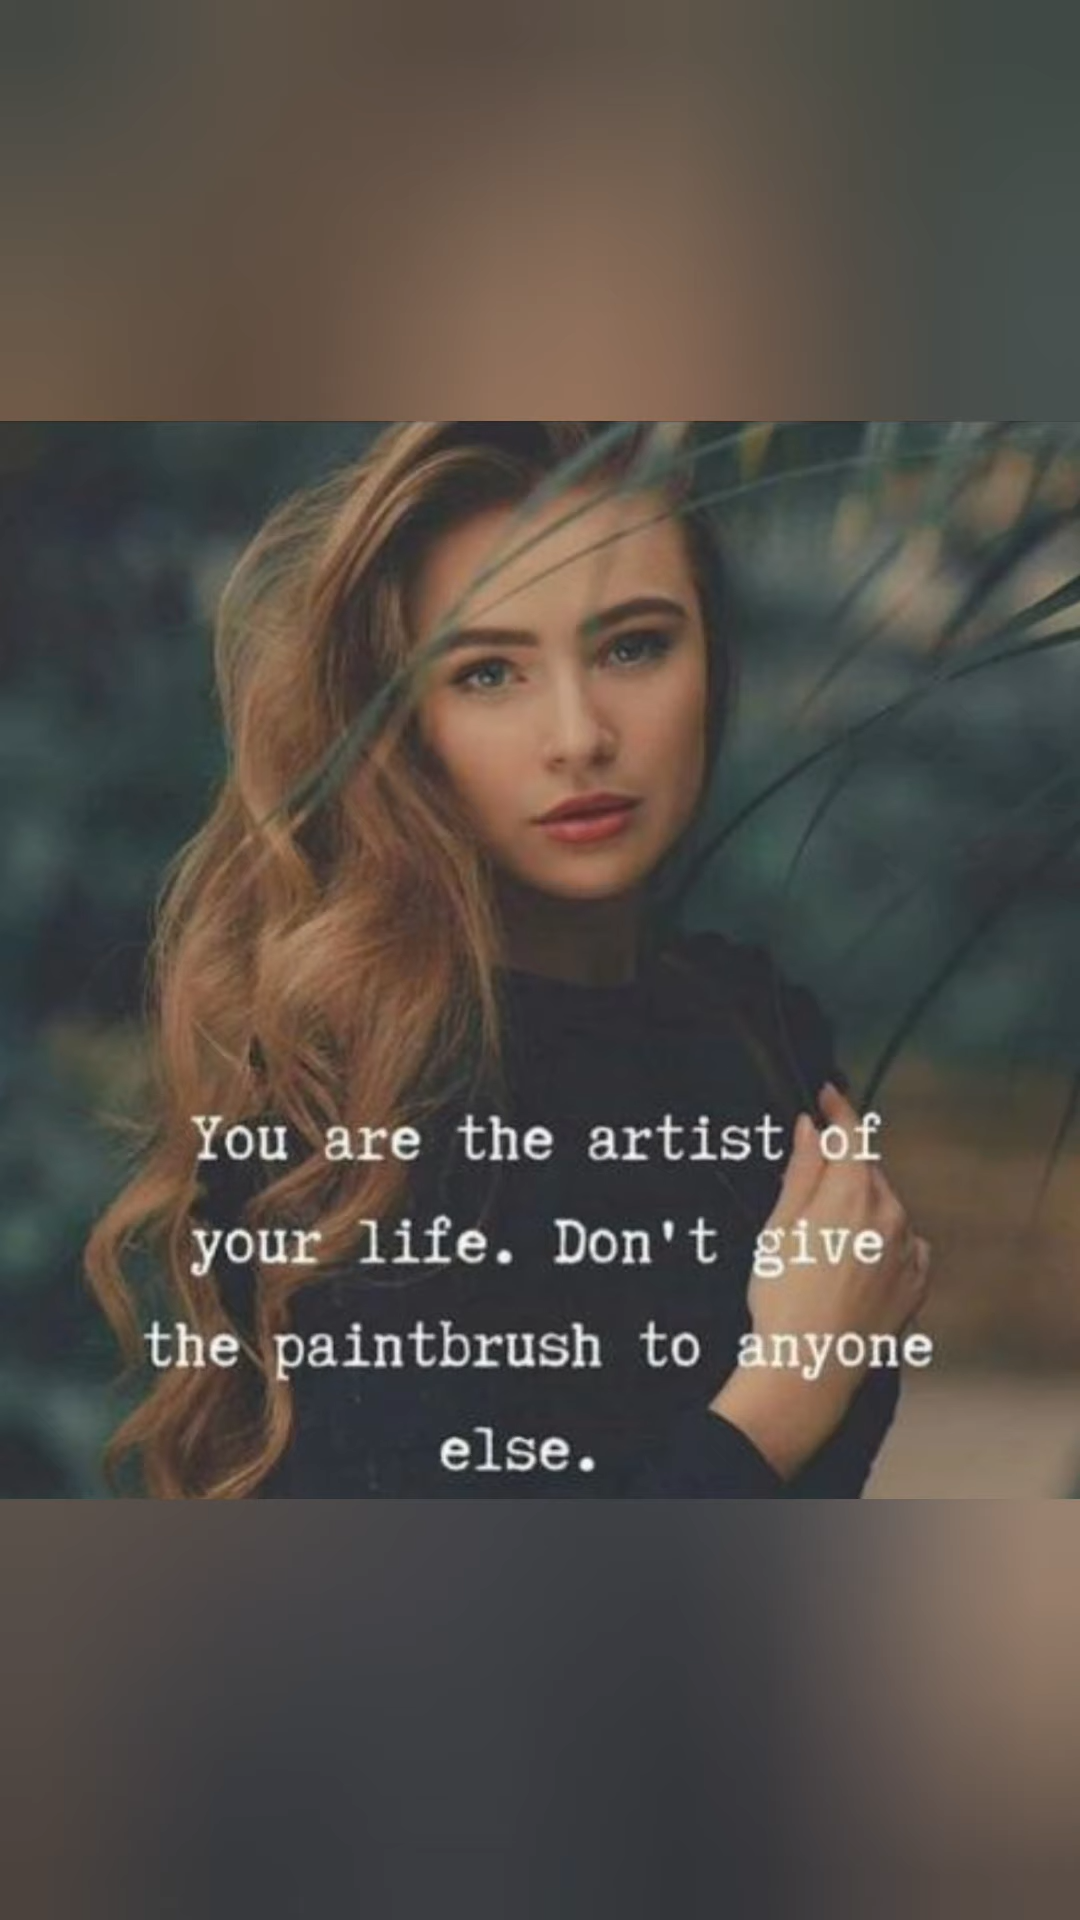 You are the artist of
your life. Don't give
the paintbrush to anyone
else.